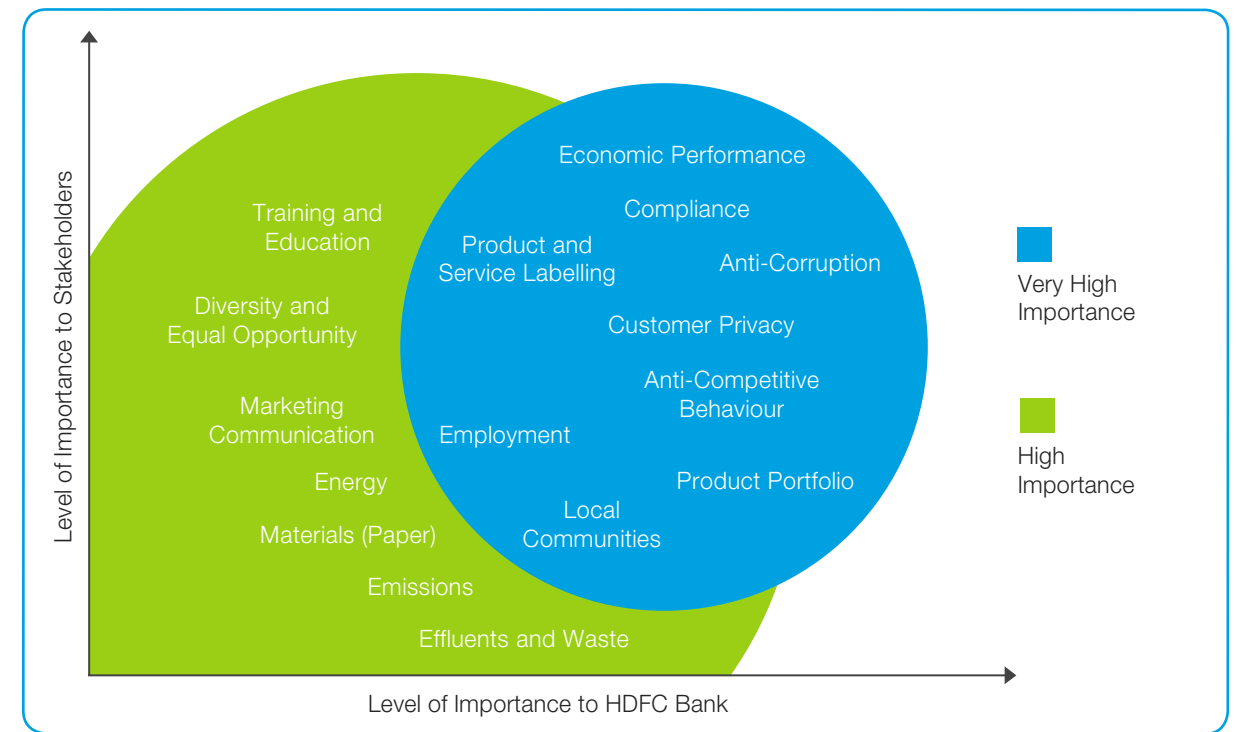 Level of Importance to Stakeholders
Economic Performance
Compliance
Training and
Education
Product and
Service Labelling
Anti-Corruption
Diversity and
Equal Opportunity
Customer Privacy
Anti-Competitive
Behaviour
Marketing
Communication
Employment
Energy
Product Portfolio
Local
Communities
Materials (Paper)
Emissions
Effluents and Waste
Level of Importance to HDFC Bank
Very High
Importance
High
Importance